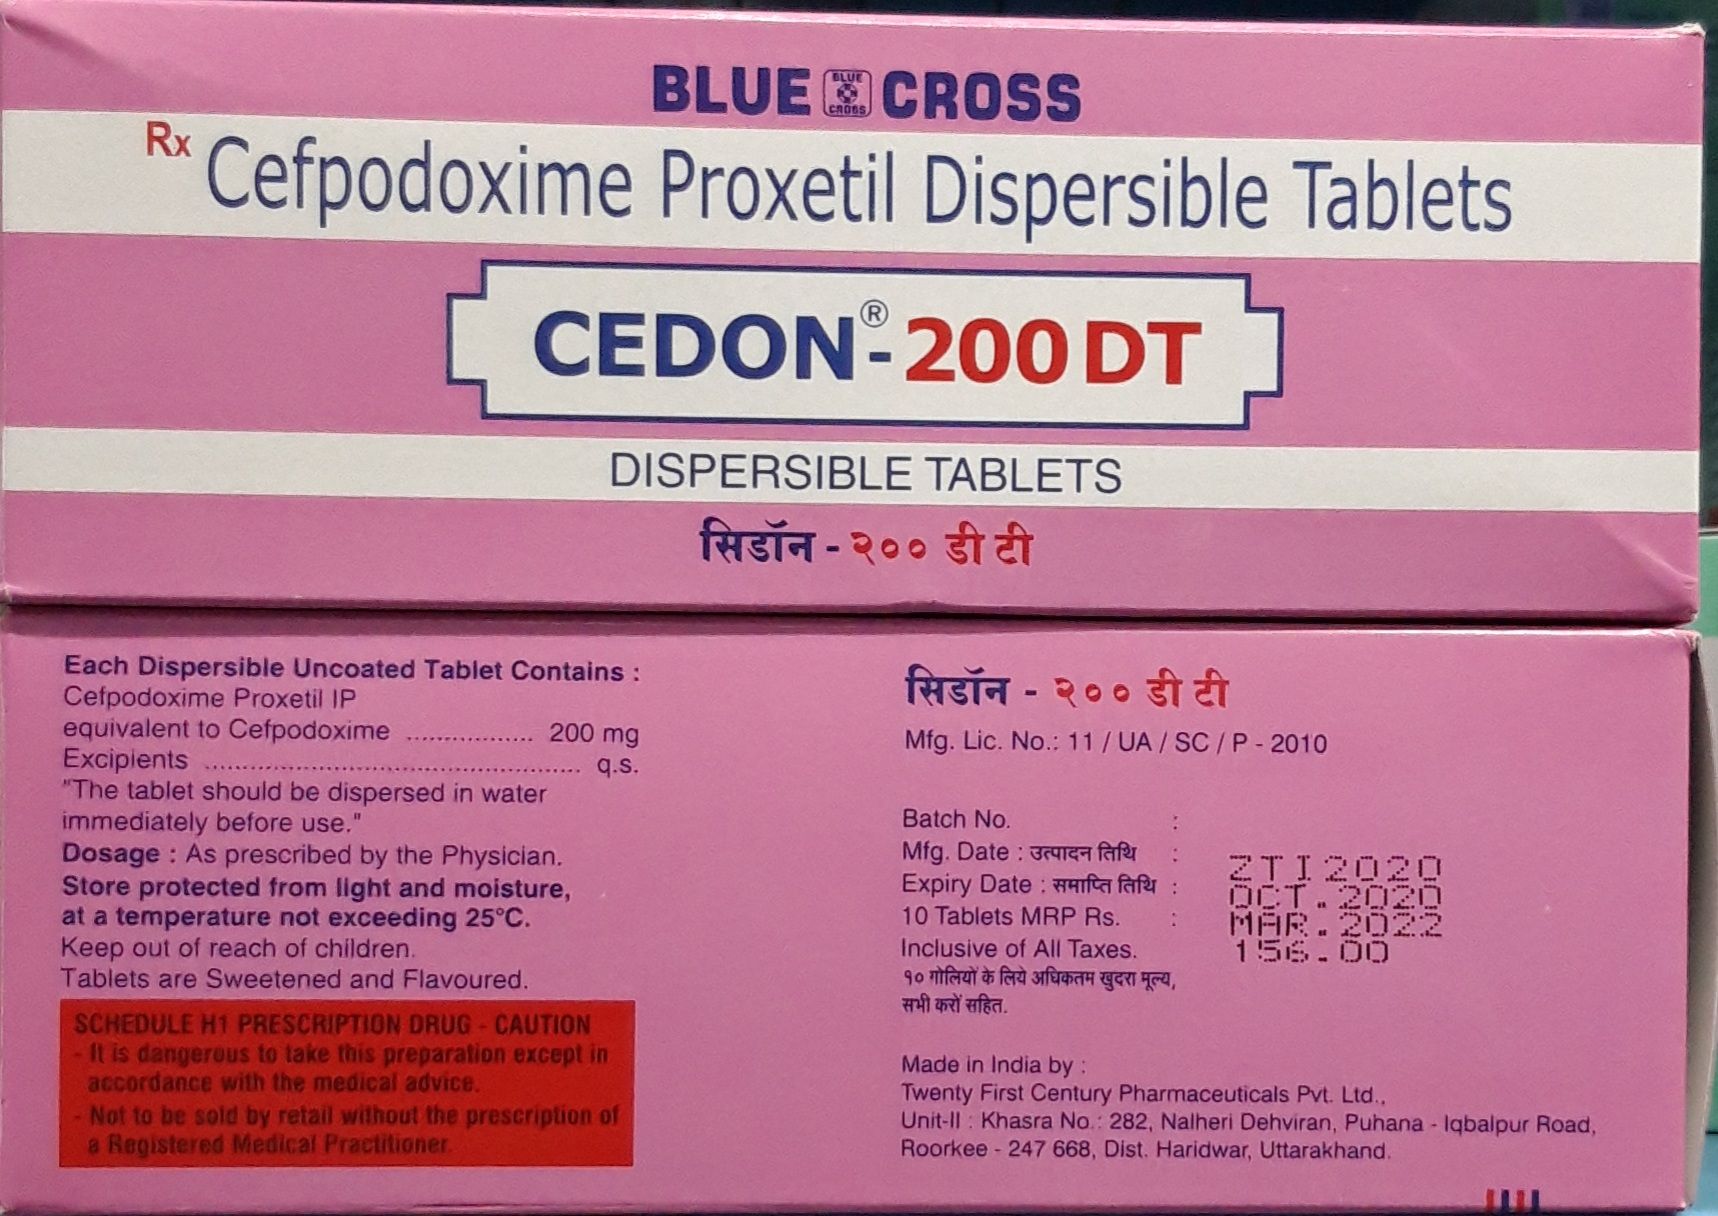 BLUE BLUE CROSS CROSS
Rx Cefpodoxime Proxetil Dispersible Tablets
CEDON®-200 DT
DISPERSIBLE TABLETS
सिडॉन - २०० डी टी
Each Dispersible Uncoated Tablet Contains :
Cefpodoxime Proxetil IP
equivalent to Cefpodoxime .................. 200 mg
Excipients ................................................ q.s.
"The tablet should be dispersed in water
immediately before use."
Dosage : As prescribed by the Physician.
Store protected from light and moisture,
at a temperature not exceeding 25°C.
Keep out of reach of children.
Tablets are Sweetened and Flavoured.
SCHEDULE H1 PRESCRIPTION DRUG - CAUTION
- It is dangerous to take this preparation except in
accordance with the medical advice.
- Not to be sold by retail without the prescription of
a Registered Medical Practitioner.
सिडॉन - २०० डी टी
Mfg. Lic. No.: 11 / UA / SC / P - 2010
Batch No. : ZTI2020
Mfg. Date : उत्पादन तिथि : OCT.2020
Expiry Date : समाप्ति तिथि : MAR.2022
10 Tablets MRP Rs. : 156.00
Inclusive of All Taxes.
१० गोलियों के लिये अधिकतम खुदरा मूल्य,
सभी करों सहित.
Made in India by :
Twenty First Century Pharmaceuticals Pvt. Ltd.,
Unit-II : Khasra No.: 282, Nalheri Dehviran, Puhana - Iqbalpur Road,
Roorkee - 247 668, Dist. Haridwar, Uttarakhand.